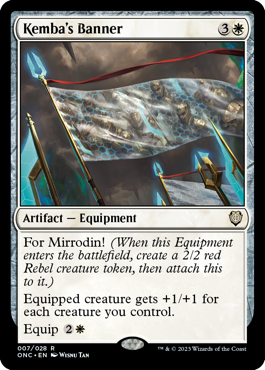 Kemba's Banner 3
Artifact — Equipment
For Mirrodin! (When this Equipment
enters the battlefield, create a 2/2 red
Rebel creature token, then attach this
to it.)
Equipped creature gets +1/+1 for
each creature you control.
Equip 2
007/028 R
ONC • EN Wisnu Tan
™ & © 2023 Wizards of the Coast